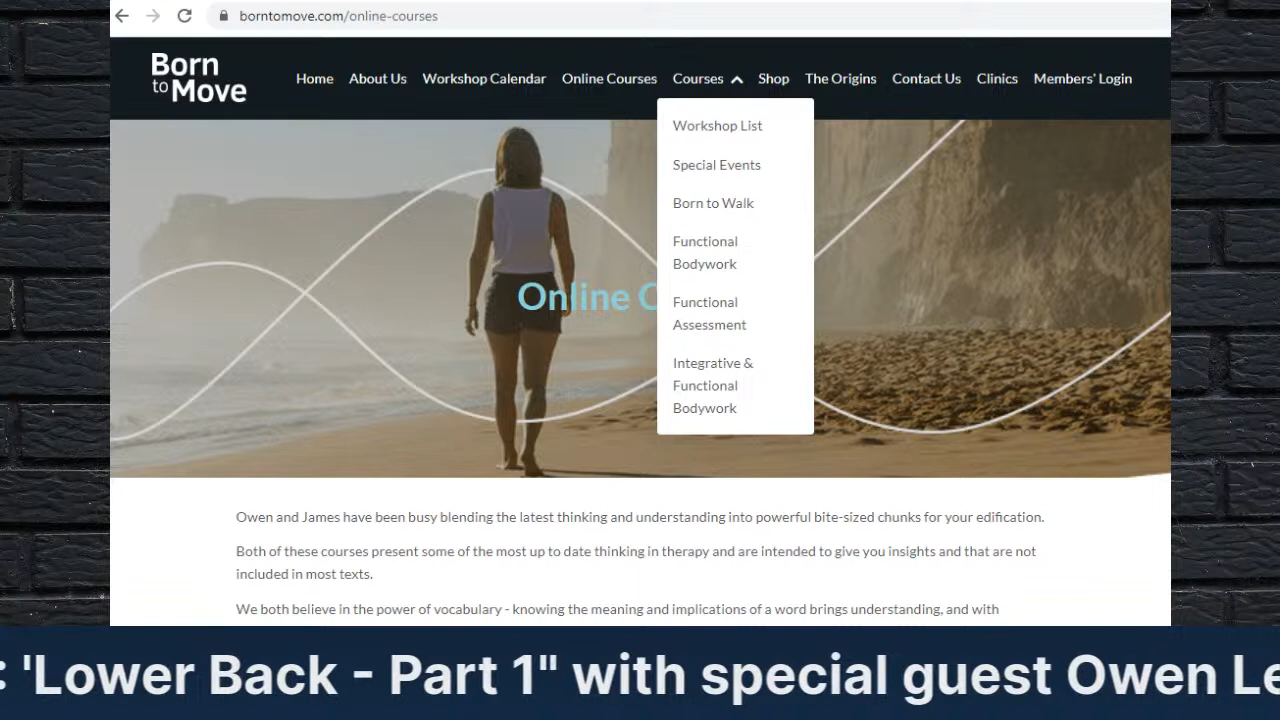 borntomove.com/online-courses
Born
to Move
Home About Us Workshop Calendar Online Courses Courses Shop The Origins Contact Us Clinics Members' Login
Workshop List
Special Events
Born to Walk
Functional
Bodywork
Functional
Assessment
Integrative &
Functional
Bodywork
Online
Owen and James have been busy blending the latest thinking and understanding into powerful bite-sized chunks for your edification.
Both of these courses present some of the most up to date thinking in therapy and are intended to give you insights and that are not
included in most texts.
We both believe in the power of vocabulary - knowing the meaning and implications of a word brings understanding, and with
: 'Lower Back - Part 1" with special guest Owen Le